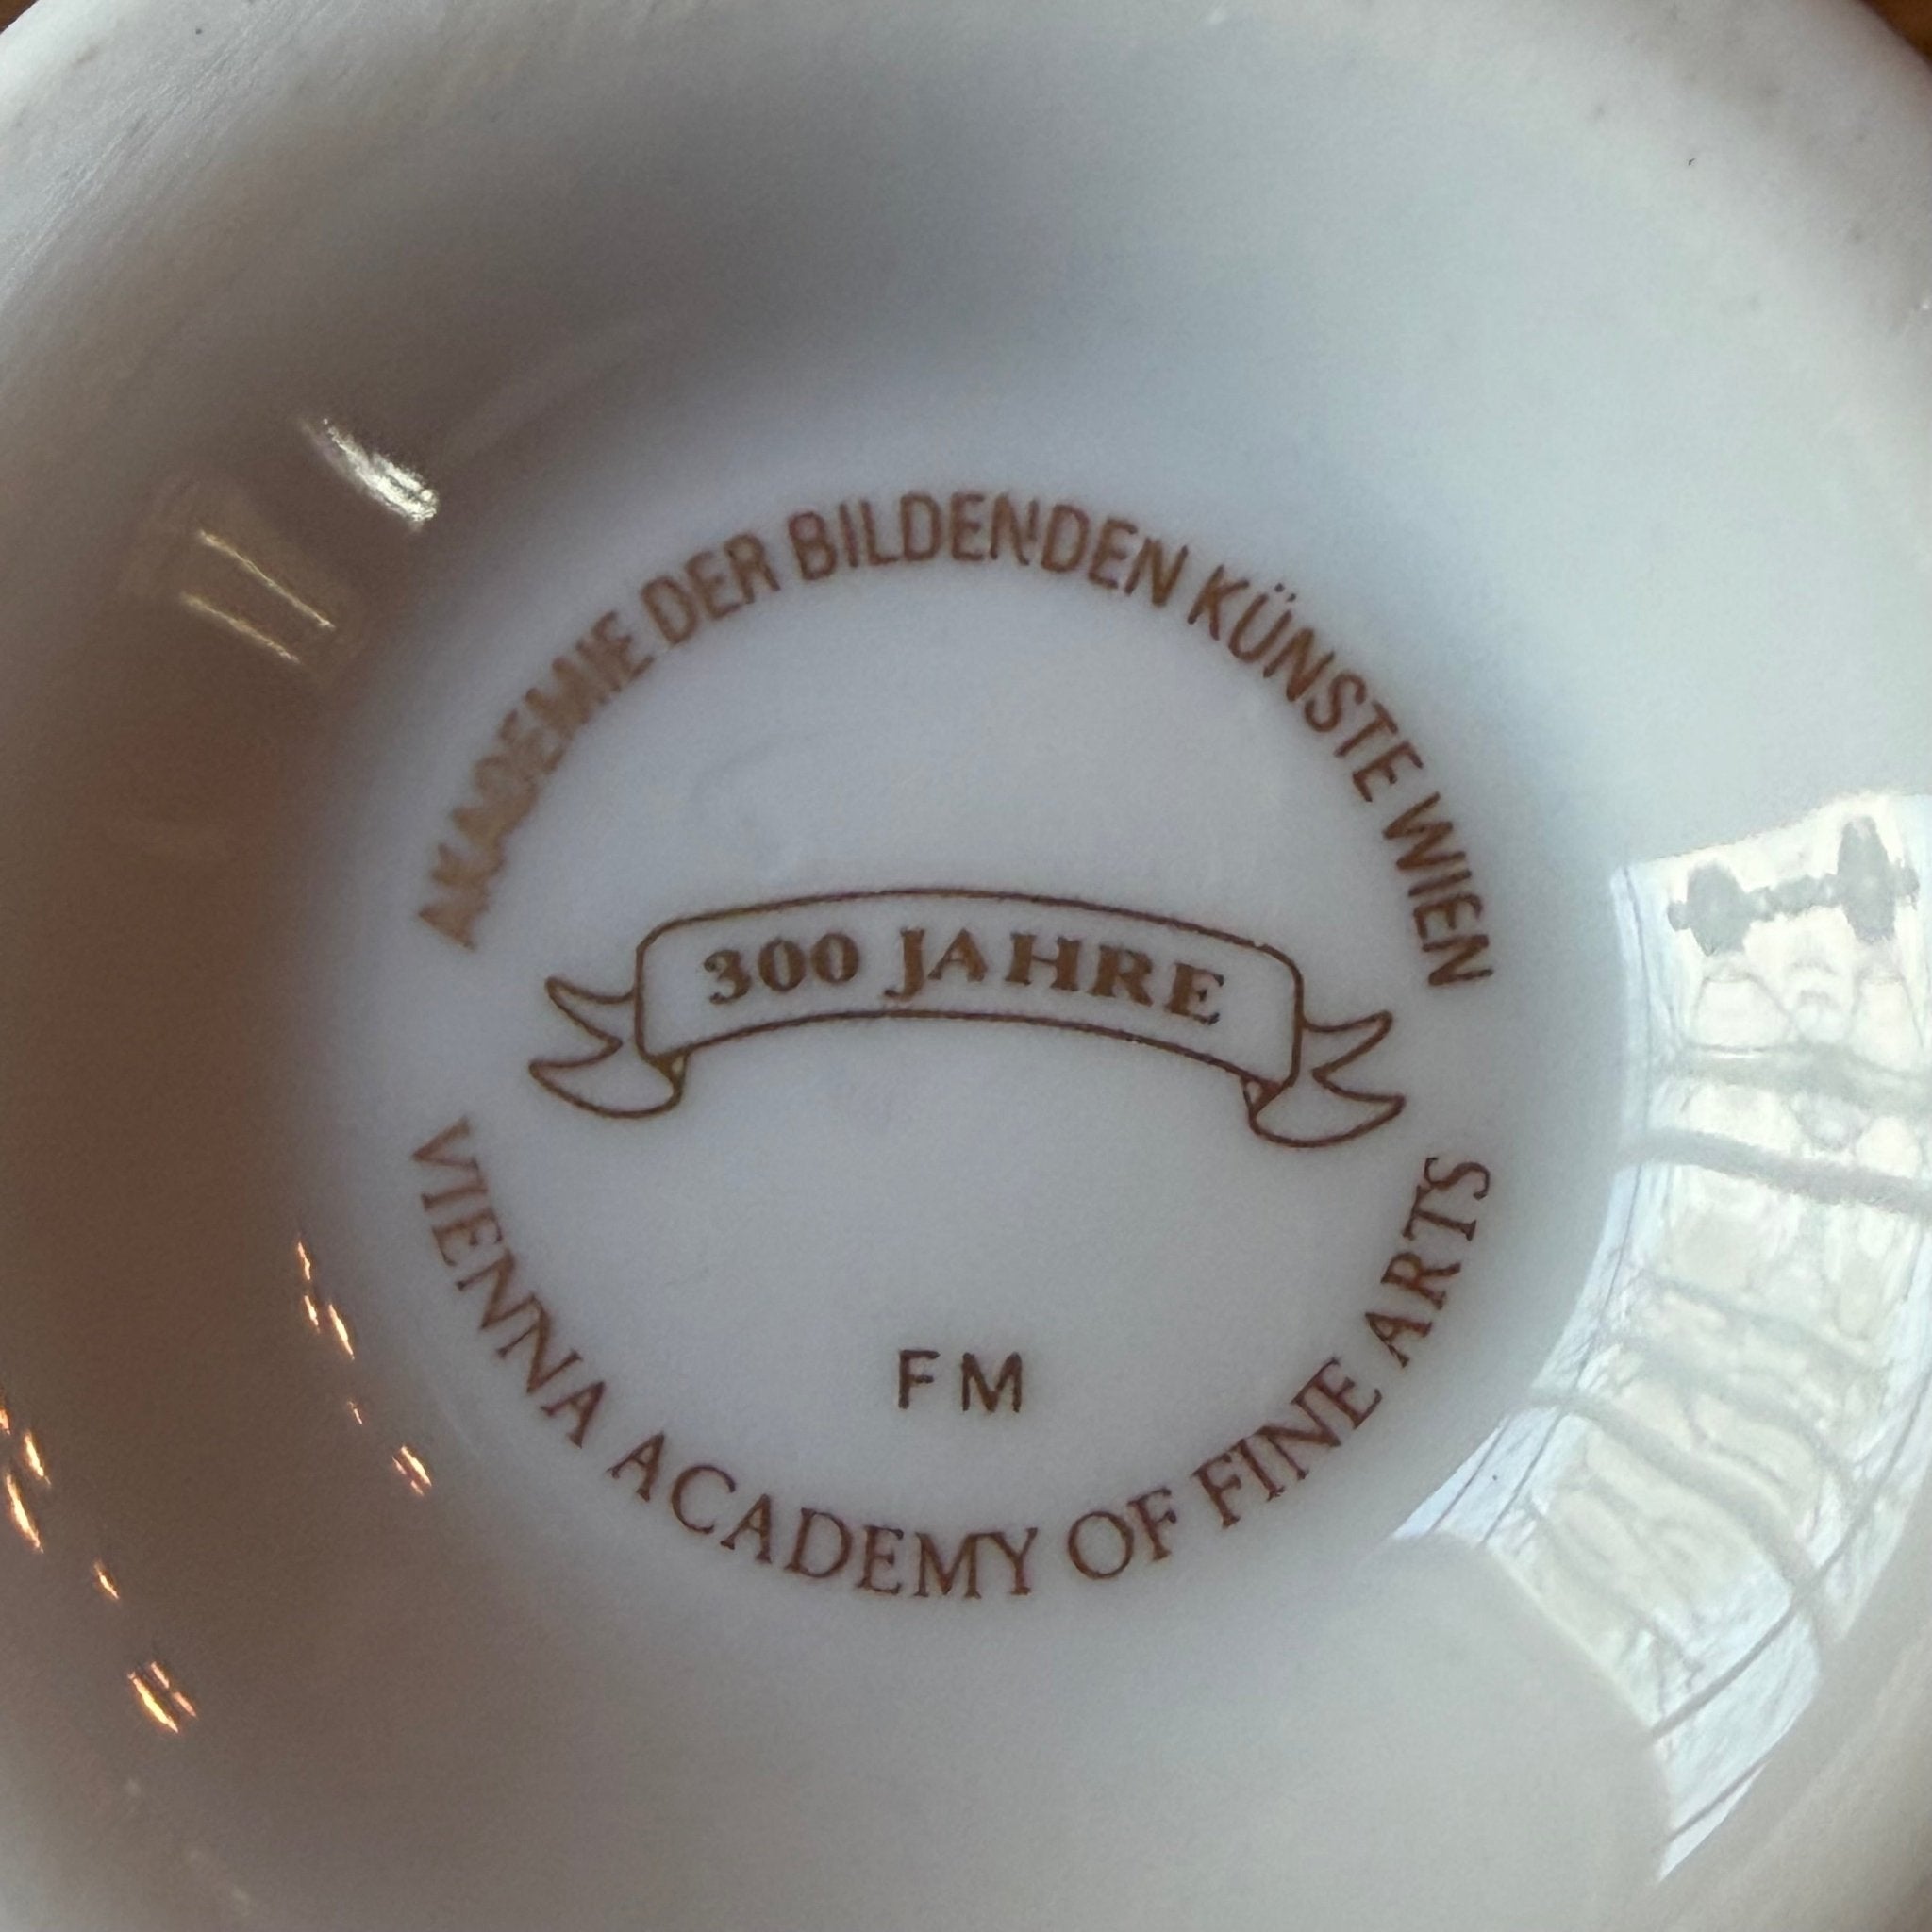 AKADEMIE DER BILDENDEN KÜNSTE WIEN
300 JAHRE
FM
VIENNA ACADEMY OF FINE ARTS